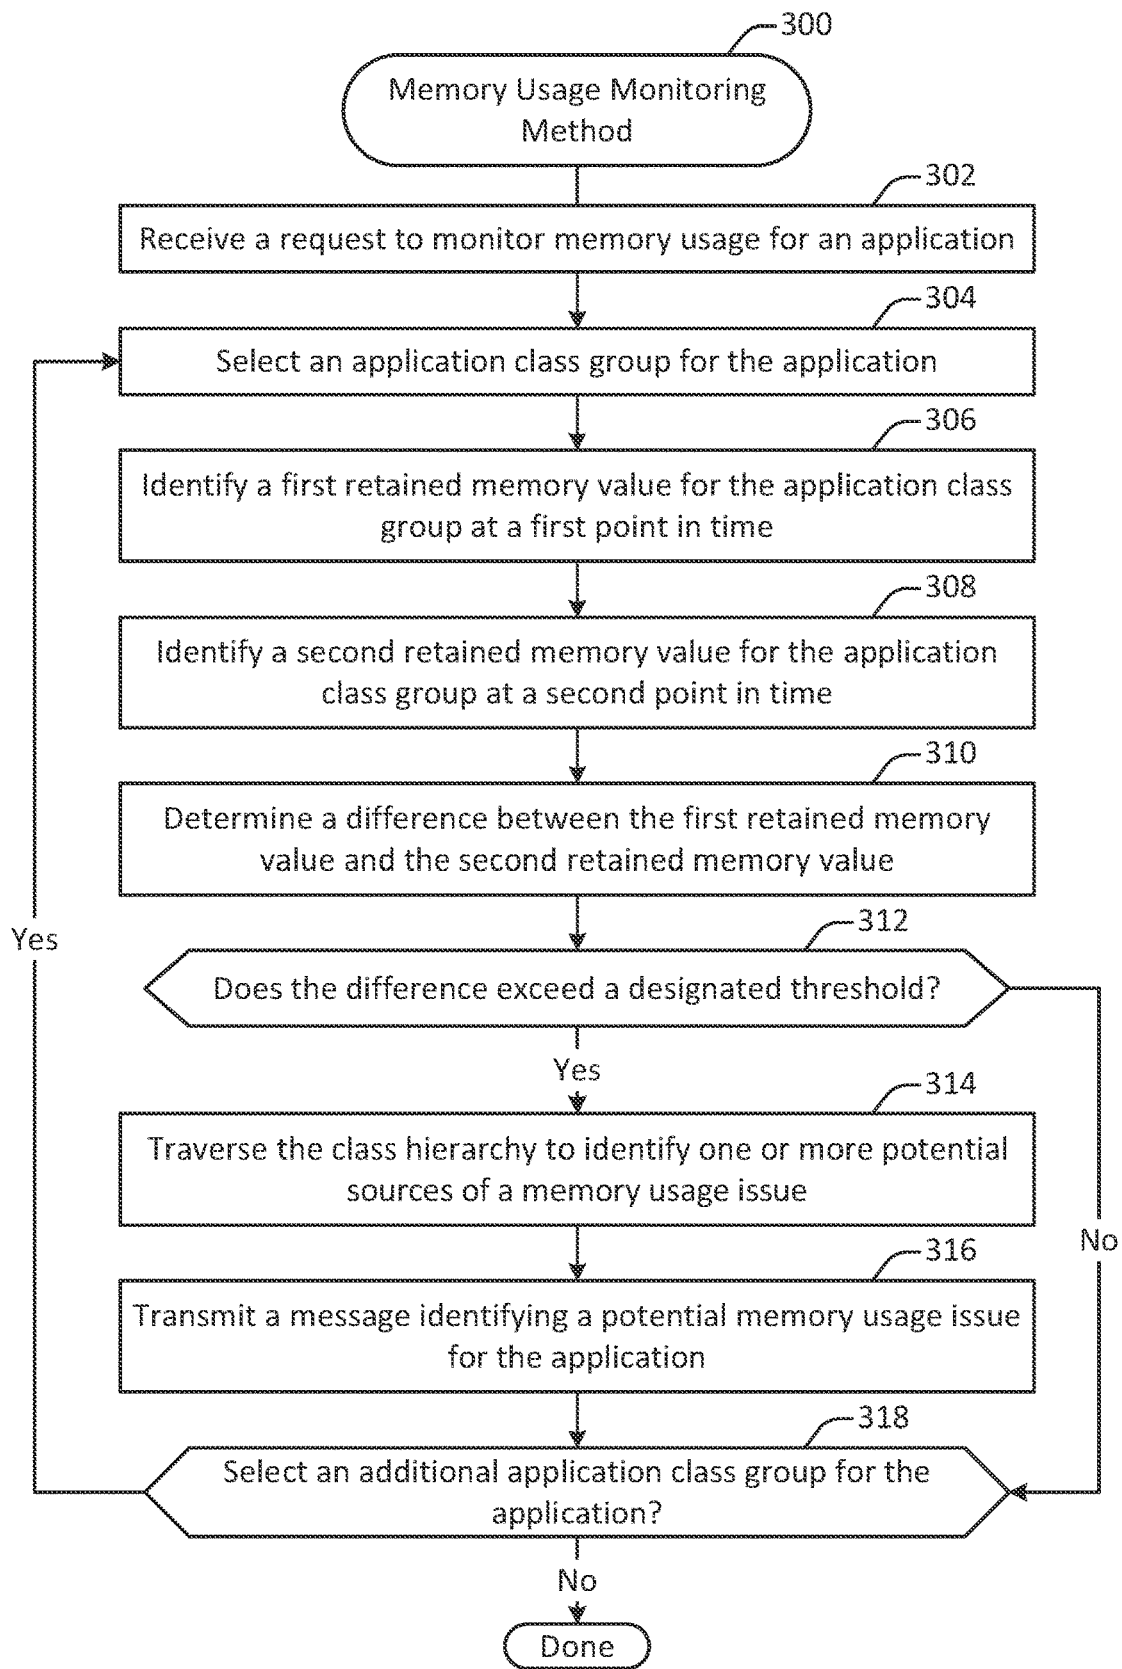 300
Memory Usage Monitoring
Method
302
Receive a request to monitor memory usage for an application
304
Select an application class group for the application
306
Identify a first retained memory value for the application class
group at a first point in time
308
Identify a second retained memory value for the application
class group at a second point in time
310
Determine a difference between the first retained memory
value and the second retained memory value
312
Yes
Does the difference exceed a designated threshold?
Yes
314
Traverse the class hierarchy to identify one or more potential
sources of a memory usage issue
No
316
Transmit a message identifying a potential memory usage issue
for the application
318
Select an additional application class group for the
application?
No
Done